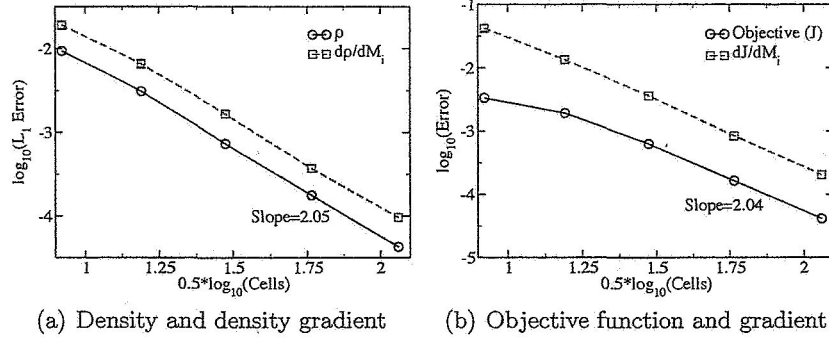 -2
-3
-4
log10(L1 Error)
ρ
dρ/dMi
Slope=2.05
1 1.25 1.5 1.75 2
0.5*log10(Cells)
(a) Density and density gradient
0
-1
-2
-3
-4
-5
log10(Error)
Objective (J)
dJ/dMi
Slope=2.04
1 1.25 1.5 1.75 2
0.5*log10(Cells)
(b) Objective function and gradient